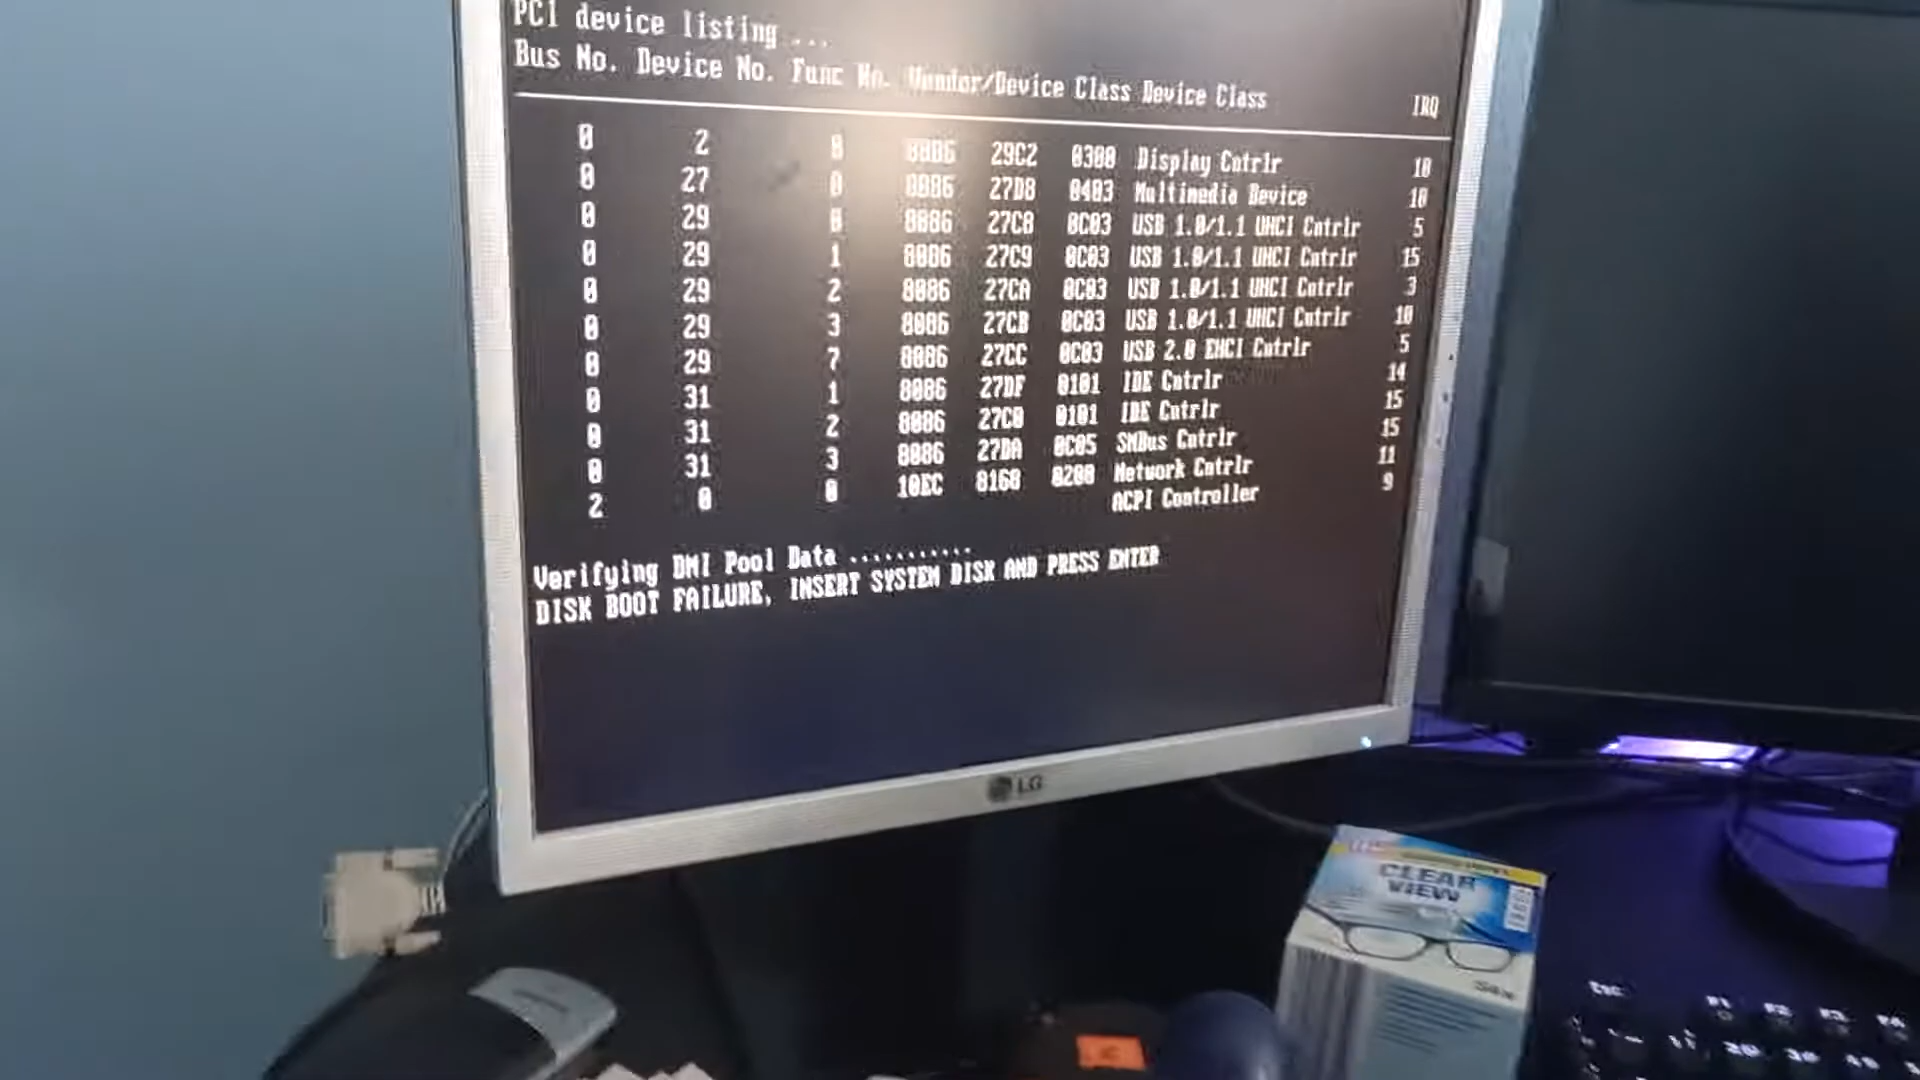 PCI device listing ...
Bus No. Device No. Func No. Vendor/Device Class Device Class IRQ
0 2 0 8086 29C2 0300 Display Cntrlr 10
0 27 0 8086 27D8 0403 Multimedia Device 10
0 29 0 8086 27C8 0C03 USB 1.0/1.1 UHCI Cntrlr 5
0 29 1 8086 27C9 0C03 USB 1.0/1.1 UHCI Cntrlr 15
0 29 2 8086 27CA 0C03 USB 1.0/1.1 UHCI Cntrlr 3
0 29 3 8086 27CB 0C03 USB 1.0/1.1 UHCI Cntrlr 10
0 29 7 8086 27CC 0C03 USB 2.0 EHCI Cntrlr 5
0 31 1 8086 27DF 0101 IDE Cntrlr 14
0 31 2 8086 27C0 0101 IDE Cntrlr 15
0 31 3 8086 27DA 0C05 SMBus Cntrlr 15
2 0 0 10EC 8168 0200 Network Cntrlr 11
ACPI Controller 9
Verifying DMI Pool Data ...........
DISK BOOT FAILURE, INSERT SYSTEM DISK AND PRESS ENTER
LG
CLEAR
VIEW
Esc F1 F2 F3 F4